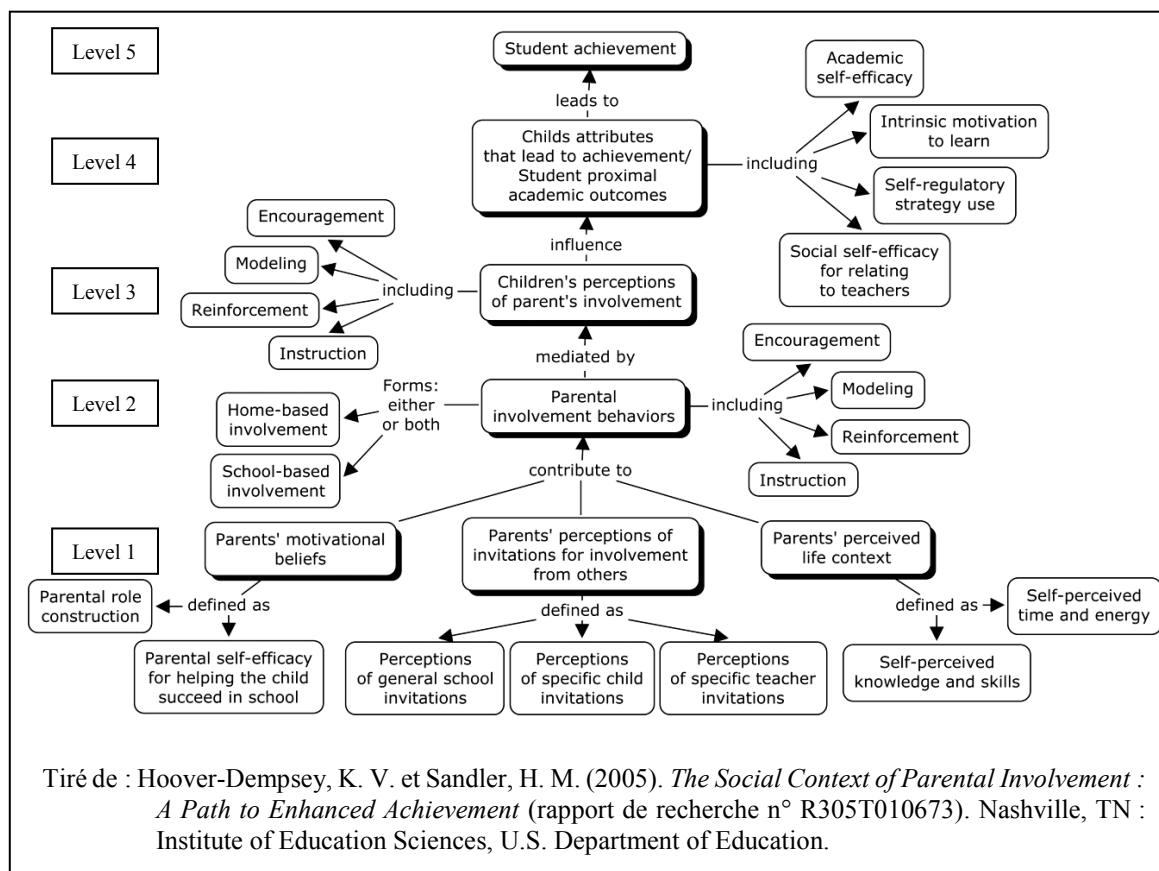 Level 5
Student achievement
leads to
Level 4
Childs attributes
that lead to achievement/
Student proximal
academic outcomes
including
Academic
self-efficacy
Intrinsic motivation
to learn
Self-regulatory
strategy use
Social self-efficacy
for relating
to teachers
influence
Level 3
Children's perceptions
of parent's involvement
including
Encouragement
Modeling
Reinforcement
Instruction
mediated by
Level 2
Parental
involvement behaviors
Forms:
either
or both
Home-based
involvement
School-based
involvement
including
Encouragement
Modeling
Reinforcement
Instruction
contribute to
Level 1
Parents' motivational
beliefs
Parents' perceptions of
invitations for involvement
from others
Parents' perceived
life context
defined as
Parental role
construction
Parental self-efficacy
for helping the child
succeed in school
defined as
Perceptions
of general school
invitations
Perceptions
of specific child
invitations
Perceptions
of specific teacher
invitations
defined as
Self-perceived
time and energy
Self-perceived
knowledge and skills
Tiré de : Hoover-Dempsey, K. V. et Sandler, H. M. (2005). The Social Context of Parental Involvement :
A Path to Enhanced Achievement (rapport de recherche n° R305T010673). Nashville, TN :
Institute of Education Sciences, U.S. Department of Education.